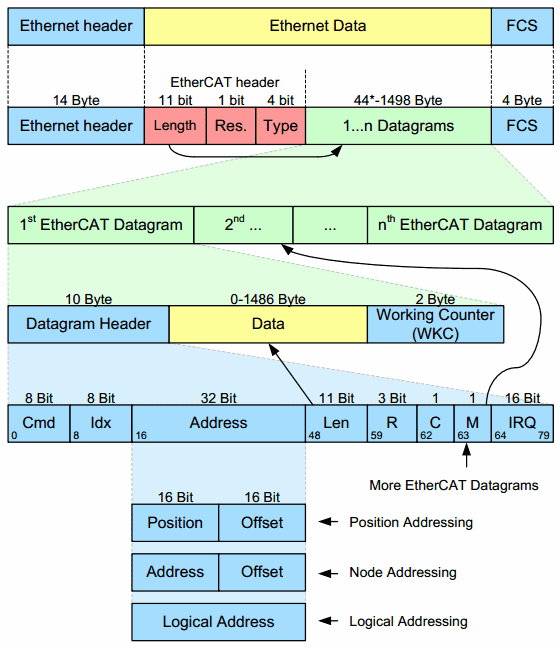 Ethernet header Ethernet Data FCS
EtherCAT header
14 Byte 11 bit 1 bit 4 bit 44*-1498 Byte 4 Byte
Ethernet header Length Res. Type 1...n Datagrams FCS
1st EtherCAT Datagram 2nd ... ... nth EtherCAT Datagram
10 Byte 0-1486 Byte 2 Byte
Datagram Header Data Working Counter
(WKC)
8 Bit 8 Bit 32 Bit 11 Bit 3 Bit 1 1 16 Bit
Cmd Idx Address Len R C M IRQ
0 8 16 48 59 62 63 64 79
More EtherCAT Datagrams
16 Bit 16 Bit
Position Offset Position Addressing
Address Offset Node Addressing
Logical Address Logical Addressing